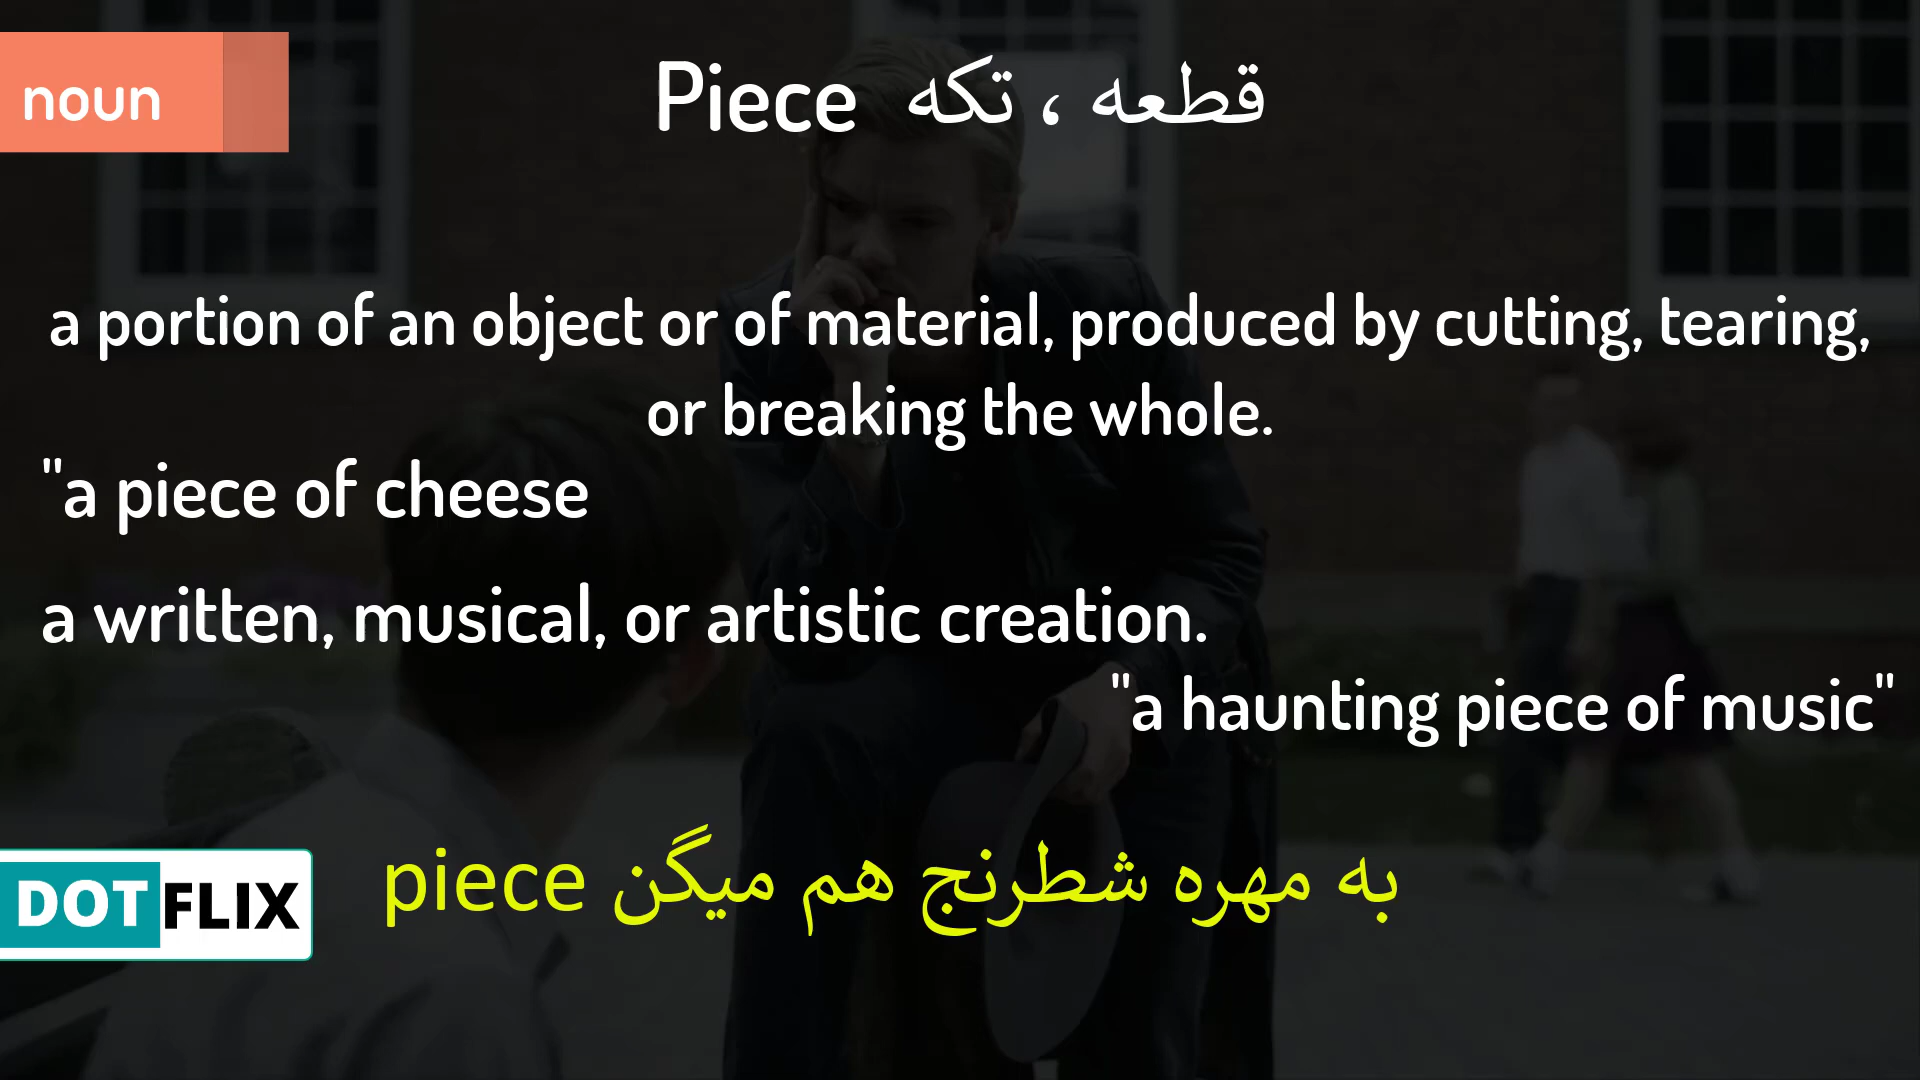 noun
Piece قطعه ، تکه
a portion of an object or of material, produced by cutting, tearing,
or breaking the whole.
"a piece of cheese
a written, musical, or artistic creation.
"a haunting piece of music"
به مهره شطرنج هم میگن piece
DOTFLIX